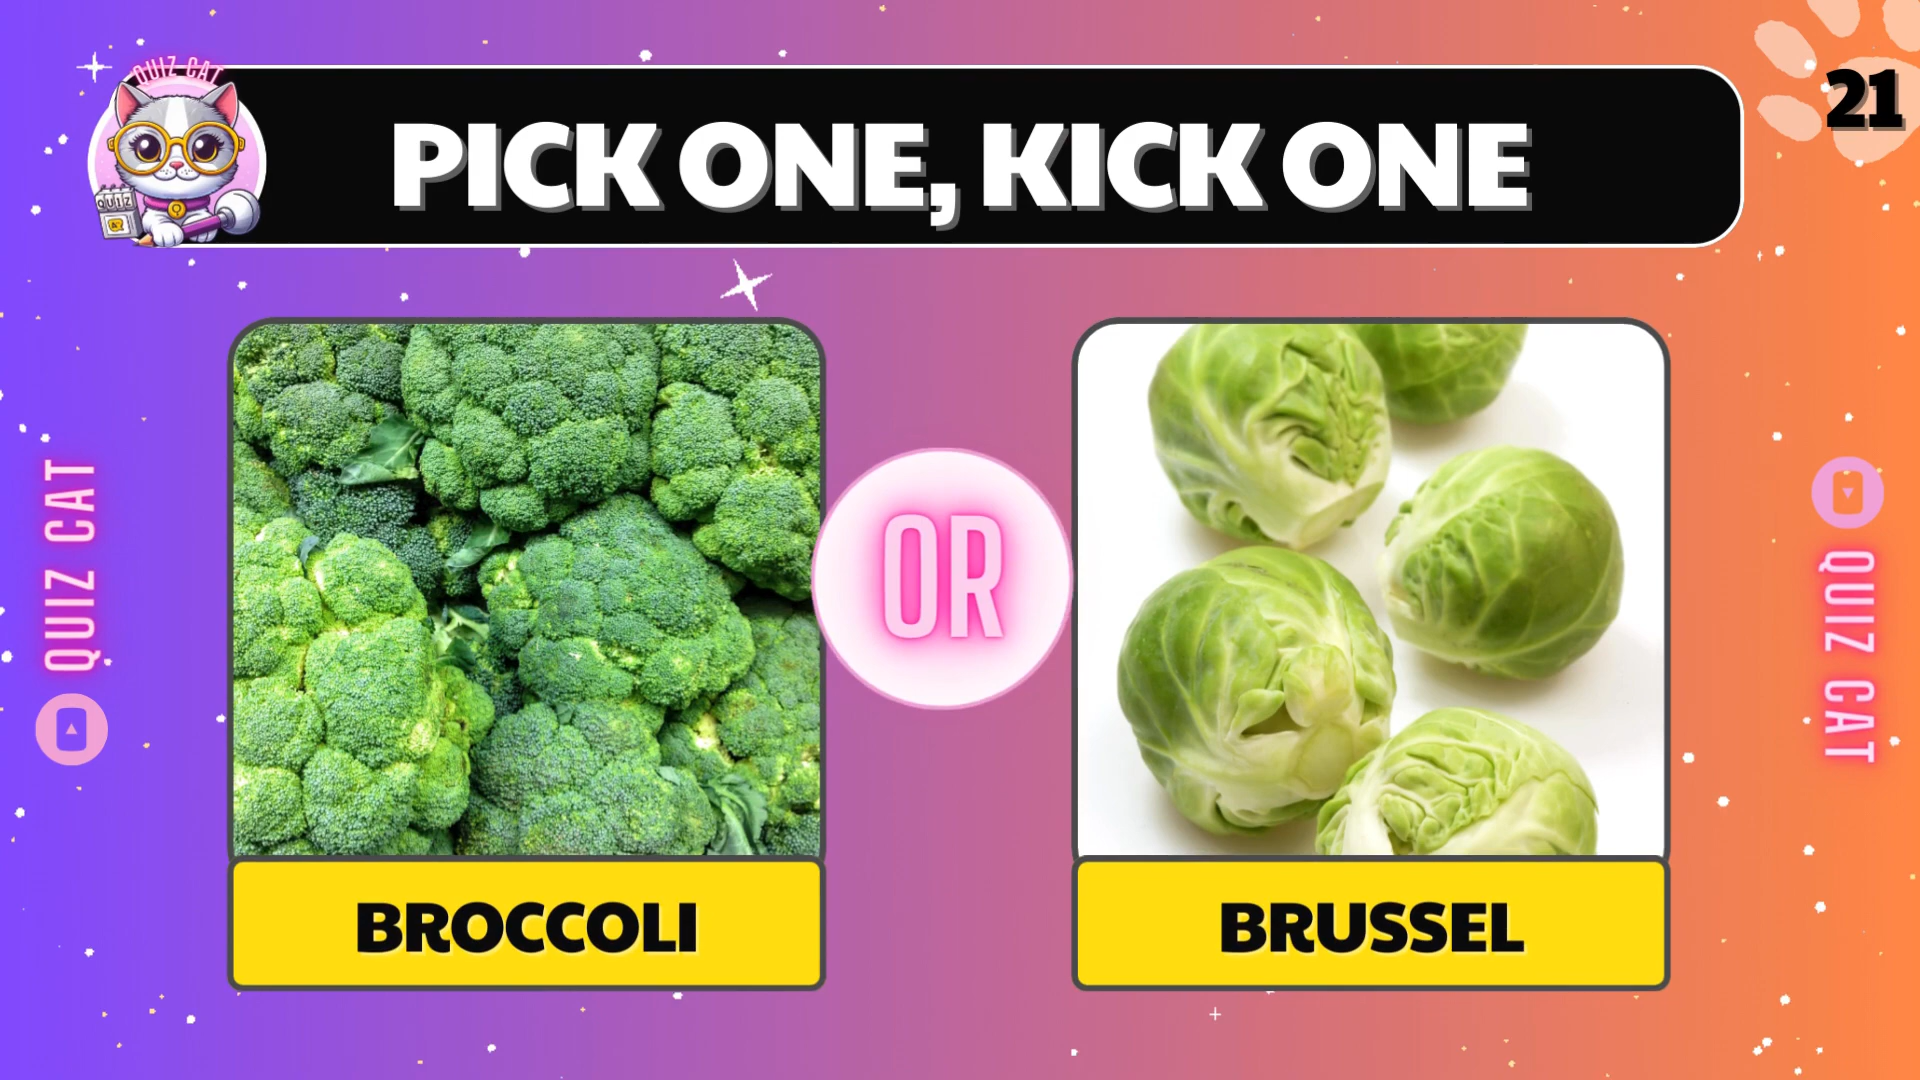 QUIZ CAT
PICK ONE, KICK ONE
21
QUIZ
QUIZ CAT
OR
QUIZ CAT
BROCCOLI
BRUSSEL